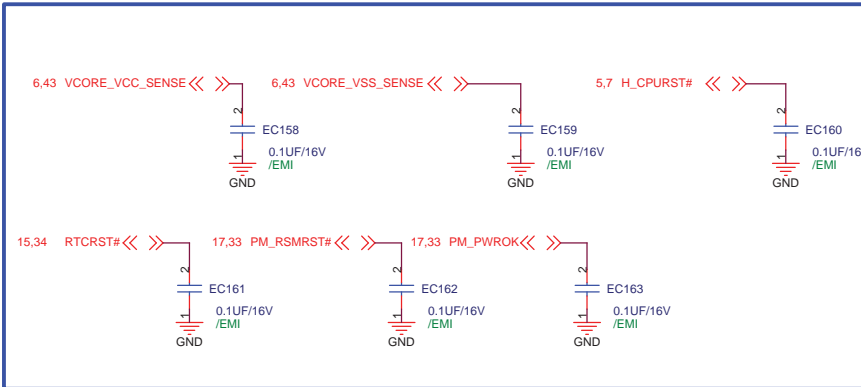 6,43 VCORE_VCC_SENSE
6,43 VCORE_VSS_SENSE
5,7 H_CPURST#
2
EC158
0.1UF/16V
/EMI
1
GND
2
EC159
0.1UF/16V
/EMI
1
GND
2
EC160
0.1UF/16
/EMI
1
GND
15,34 RTCRST#
17,33 PM_RSMRST#
17,33 PM_PWROK
2
EC161
0.1UF/16V
/EMI
1
GND
2
EC162
0.1UF/16V
/EMI
1
GND
2
EC163
0.1UF/16V
/EMI
1
GND